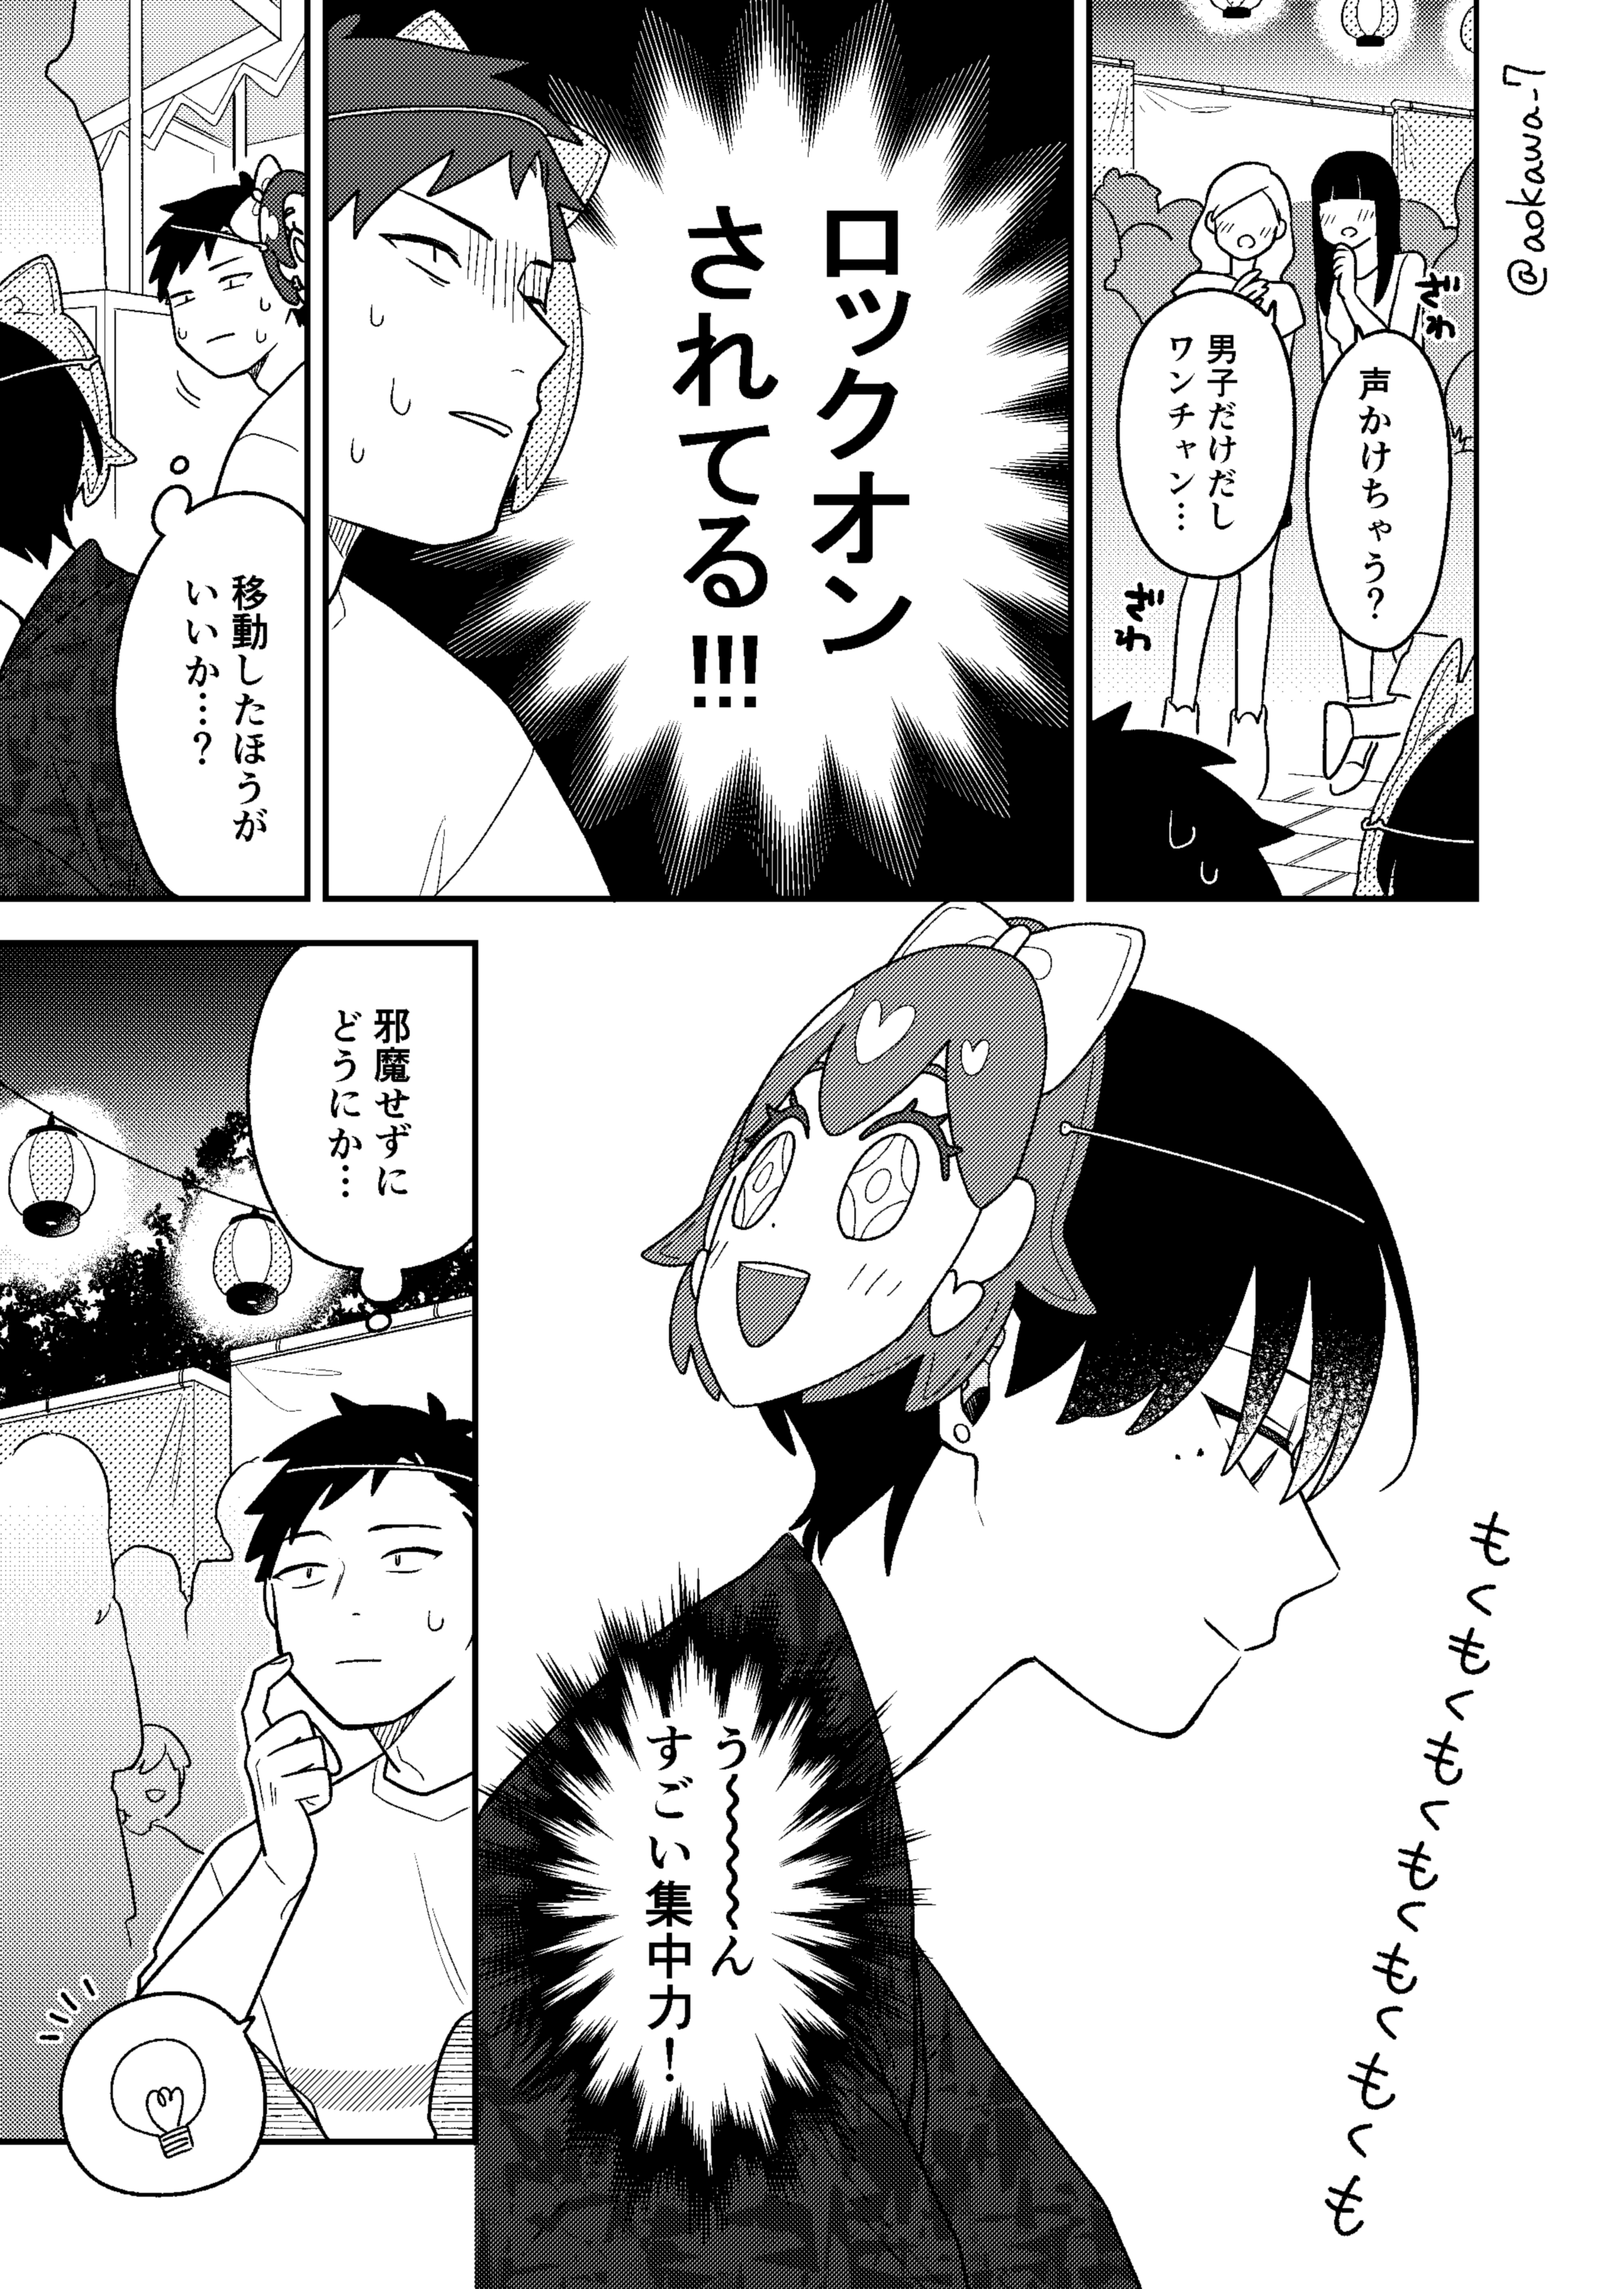 @aokawa_7
ざわ
声かけちゃう？
男子だけだし
ワンチャン…
ざわ
ロックオン
されてる!!!
移動したほうが
いいか……？
もくもくもくもくもくもくもくも
う〜〜〜〜ん
すごい集中力！
邪魔せずに
どうにか…